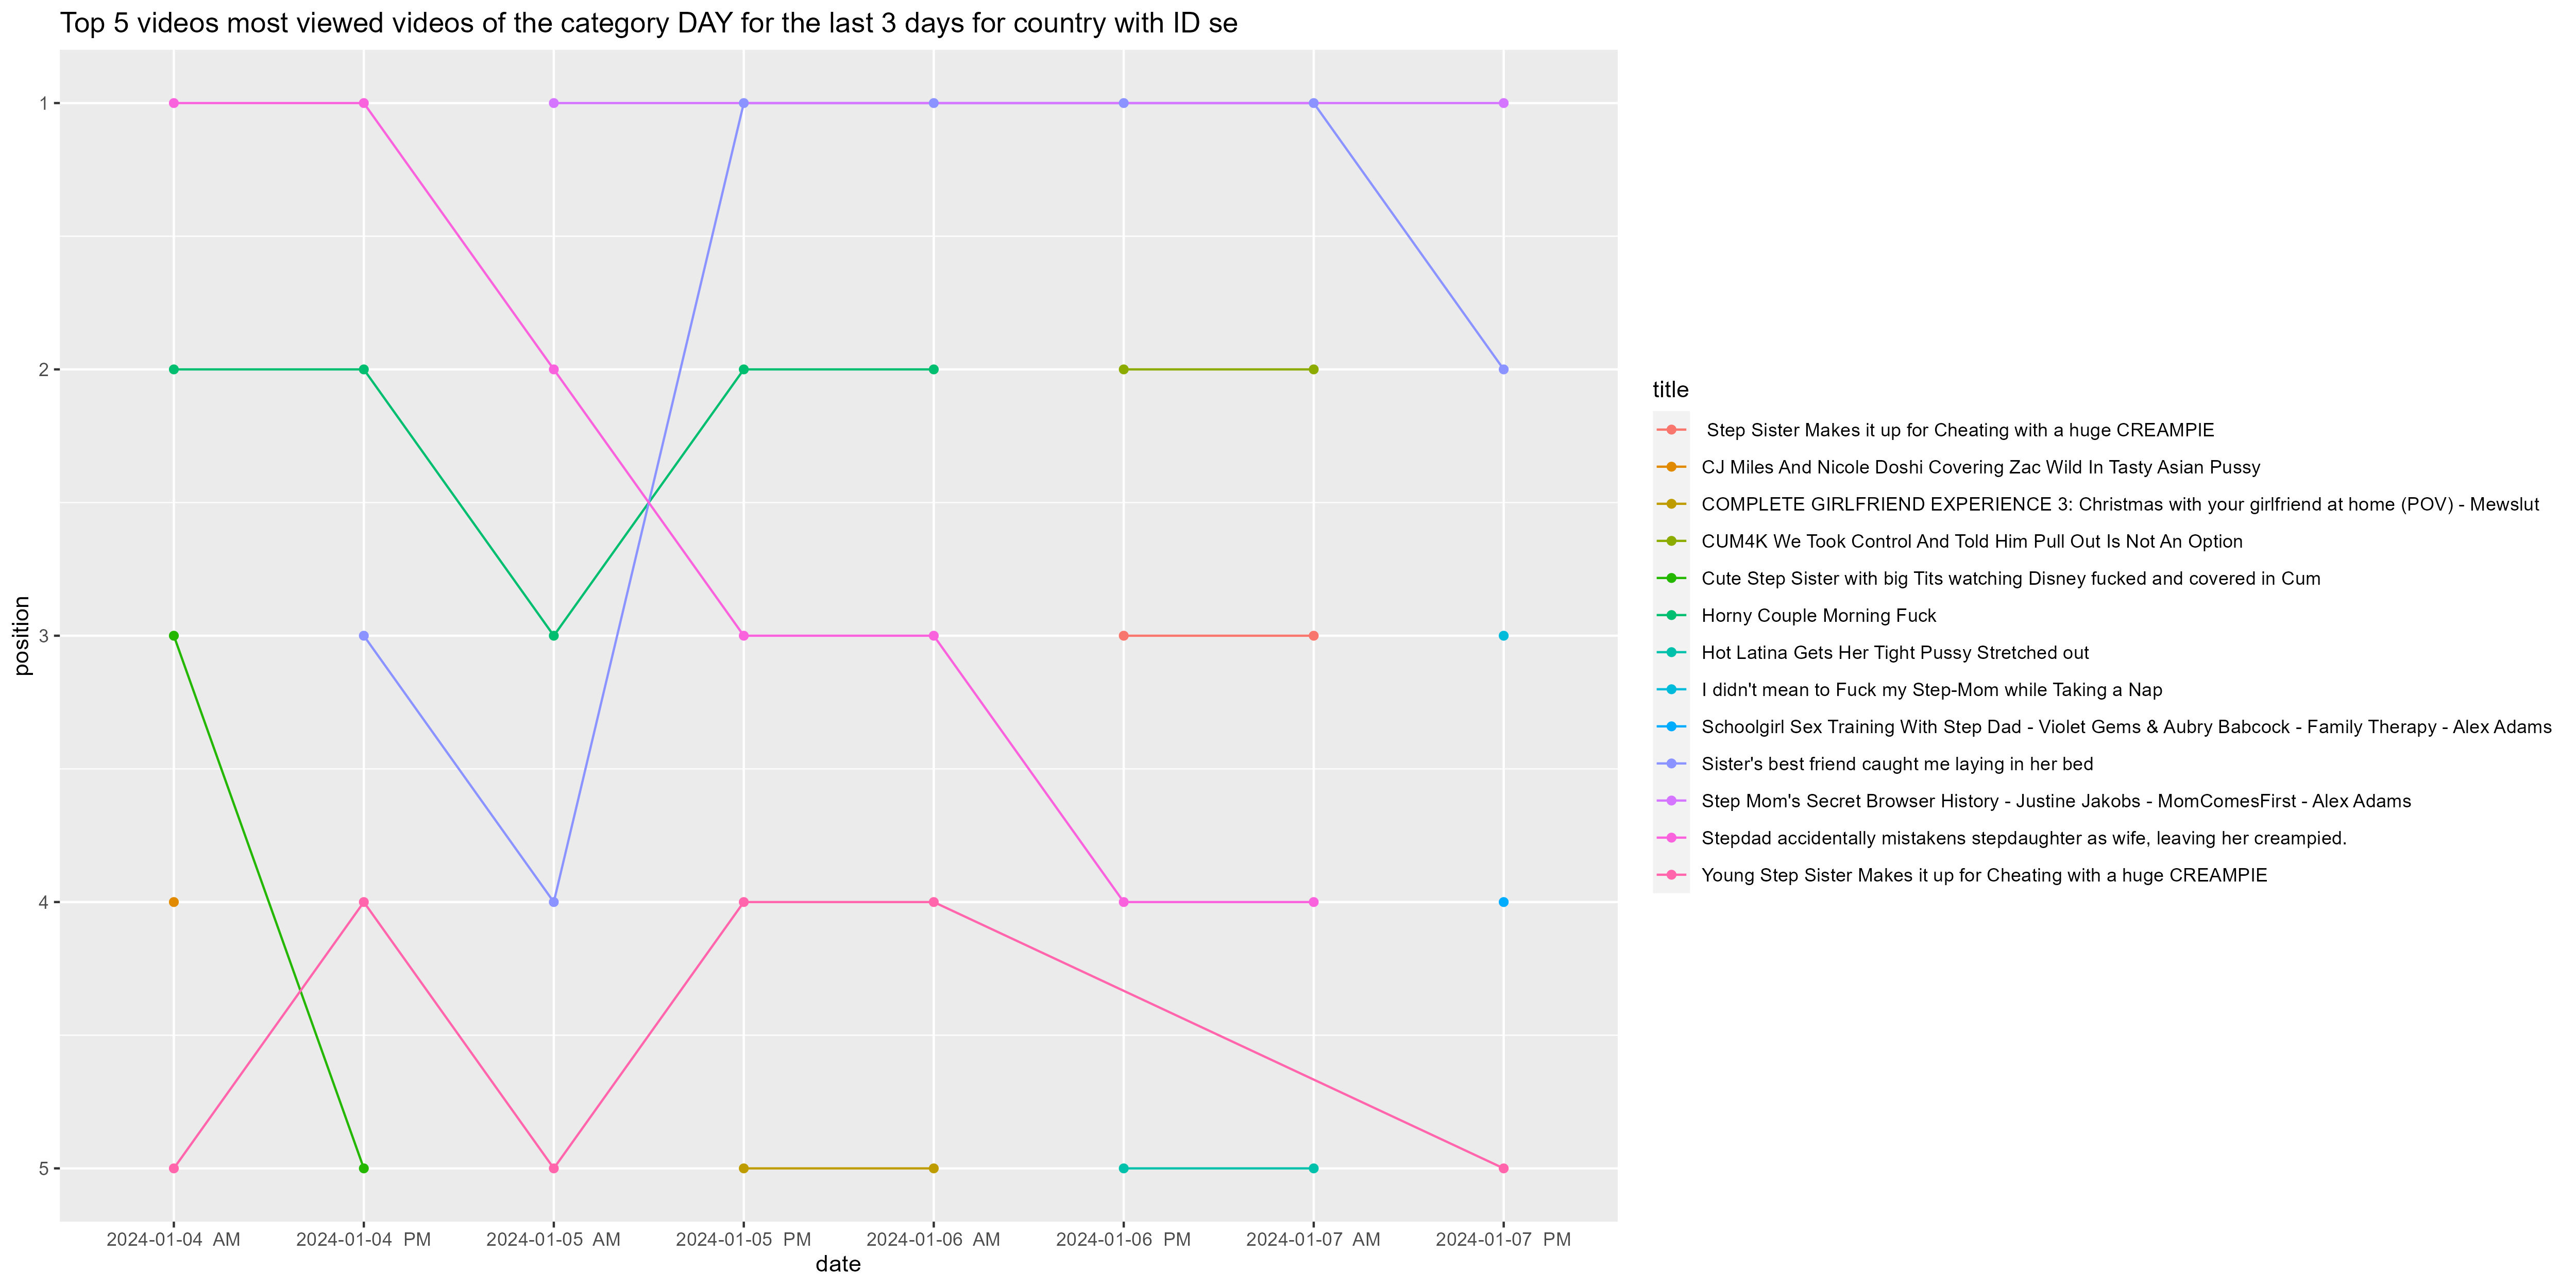 Top 5 videos most viewed videos of the category DAY for the last 3 days for country with ID se
position
1
2
3
4
5
2024-01-04 AM
2024-01-04 PM
2024-01-05 AM
2024-01-05 PM
2024-01-06 AM
2024-01-06 PM
2024-01-07 AM
2024-01-07 PM
date
title
Step Sister Makes it up for Cheating with a huge CREAMPIE
CJ Miles And Nicole Doshi Covering Zac Wild In Tasty Asian Pussy
COMPLETE GIRLFRIEND EXPERIENCE 3: Christmas with your girlfriend at home (POV) - Mewslut
CUM4K We Took Control And Told Him Pull Out Is Not An Option
Cute Step Sister with big Tits watching Disney fucked and covered in Cum
Horny Couple Morning Fuck
Hot Latina Gets Her Tight Pussy Stretched out
I didn't mean to Fuck my Step-Mom while Taking a Nap
Schoolgirl Sex Training With Step Dad - Violet Gems & Aubry Babcock - Family Therapy - Alex Adams
Sister's best friend caught me laying in her bed
Step Mom's Secret Browser History - Justine Jakobs - MomComesFirst - Alex Adams
Stepdad accidentally mistakens stepdaughter as wife, leaving her creampied.
Young Step Sister Makes it up for Cheating with a huge CREAMPIE